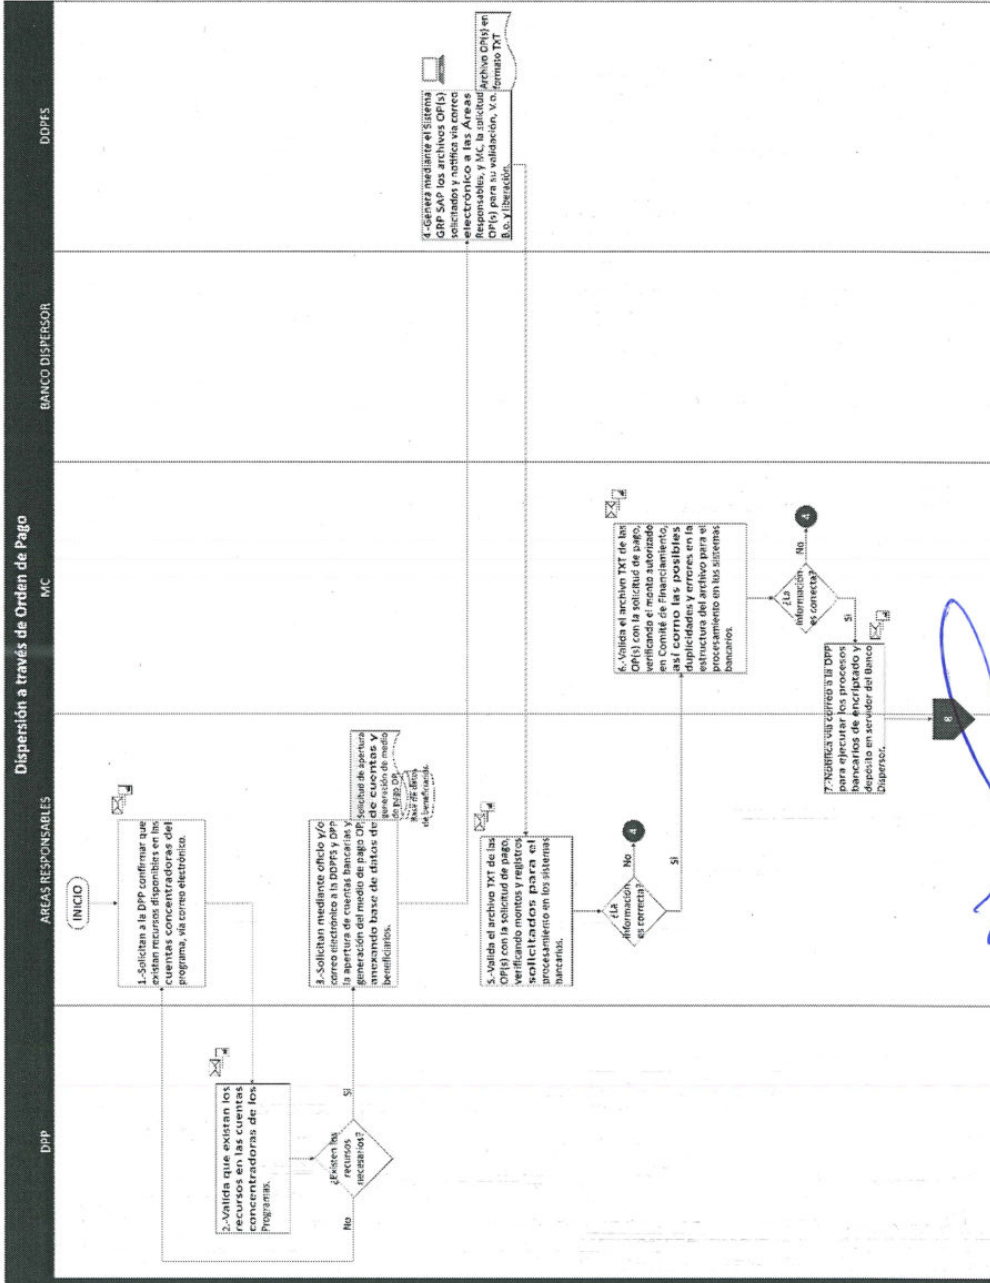 Dispersión a través de Orden de Pago
DPP
AREAS RESPONSABLES
MC
BANCO DISPERSOR
DDPFS
INICIO
1.-Solicitan a la DPP confirmar que
existan recursos disponibles en las
cuentas concentradoras del
programa, vía correo electrónico.
2.-Valida que existan los
recursos en las cuentas
concentradoras de los
Programas.
¿Existen los
recursos
necesarios?
No
Si
3.-Solicitan mediante oficio y/o
correo electrónico a la DDPFS y DPP
la apertura de cuentas bancarias y
generación del medio de pago OP,
anexando base de datos de
beneficiarios.
Solicitud de apertura
de cuentas y
generación de medio
de pago OP.
Base de datos
de beneficiarios.
4.-Genera mediante el Sistema
GRP SAP los archivos OP(s)
solicitados y notifica vía correo
electrónico a las Áreas
Responsables, y MC, la solicitud
OP(s) para su validación, V.o.
B.o. y liberación.
Archivo OP(s) en
formato TXT
5.-Valida el archivo TXT de las
OP(s) con la solicitud de pago,
verificando montos y registros
solicitados para el
procesamiento en los sistemas
bancarias.
¿La
información
es correcta?
No
4
Si
6.-Valida el archivo TXT de las
OP(s) con la solicitud de pago,
verificando el monto autorizado
en Comité de Financiamiento,
así como las posibles
duplicidades y errores en la
estructura del archivo para el
procesamiento en los sistemas
bancarios.
¿La
información
es correcta?
No
4
Si
7.-Notifica vía correo a la DPP
para ejecutar los procesos
bancarios de encriptado y
depósito en servidor del Banco
Dispersor.
8